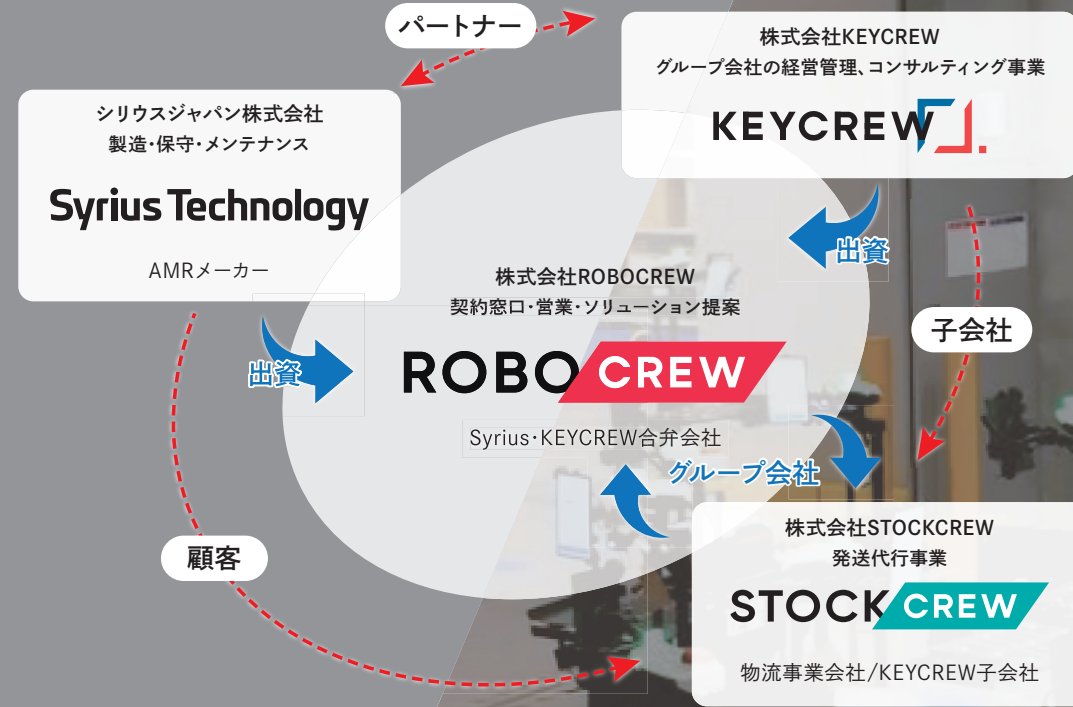 パートナー
株式会社KEYCREW
グループ会社の経営管理、コンサルティング事業
KEYCREW
シリウスジャパン株式会社
製造・保守・メンテナンス
Syrius Technology
AMRメーカー
出資
株式会社ROBOCREW
契約窓口・営業・ソリューション提案
ROBO CREW
Syrius・KEYCREW合弁会社
出資
子会社
グループ会社
顧客
株式会社STOCKCREW
発送代行事業
STOCK CREW
物流事業会社/KEYCREW子会社